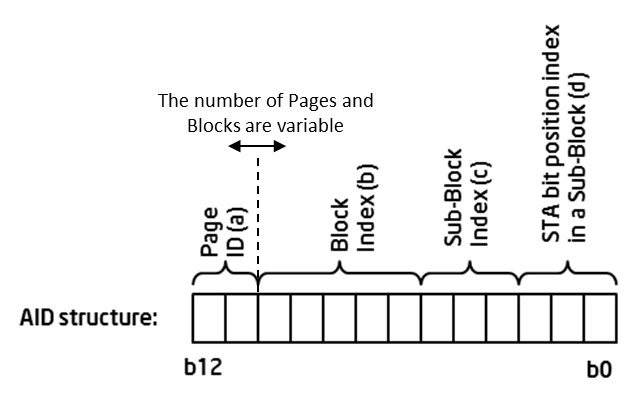 The number of Pages and
Blocks are variable
Page
ID (a)
Block
Index (b)
Sub-Block
Index (c)
STA bit position index
in a Sub-Block (d)
AID structure:
b12
b0